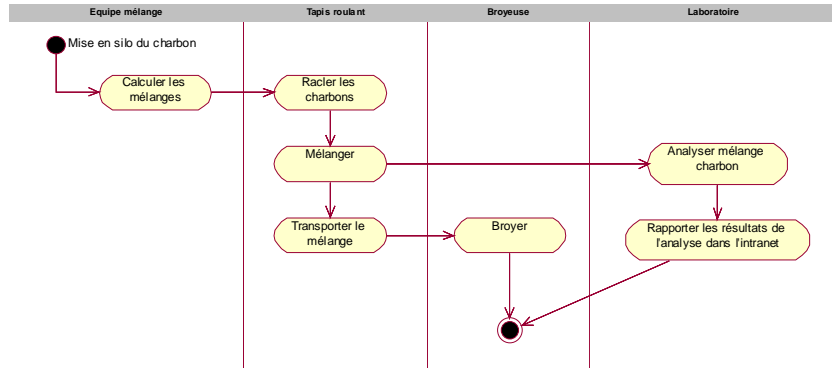 Equipe mélange
Tapis roulant
Broyeuse
Laboratoire
Mise en silo du charbon
Calculer les
mélanges
Racler les
charbons
Mélanger
Analyser mélange
charbon
Transporter le
mélange
Broyer
Rapporter les résultats de
l'analyse dans l'intranet